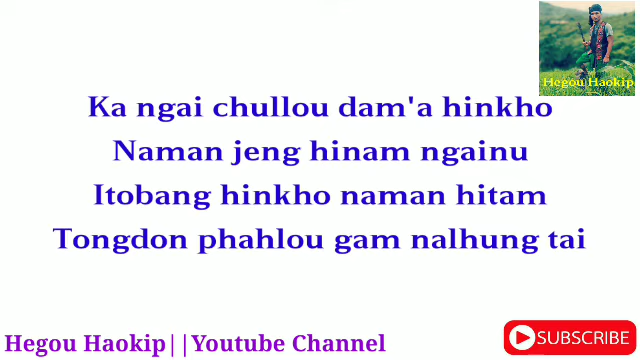 Hegou Haokip
Ka ngai chullou dam'a hinkho
Naman jeng hinam ngainu
Itobang hinkho naman hitam
Tongdon phahlou gam nalhung tai
Hegou Haokip||Youtube Channel
SUBSCRIBE